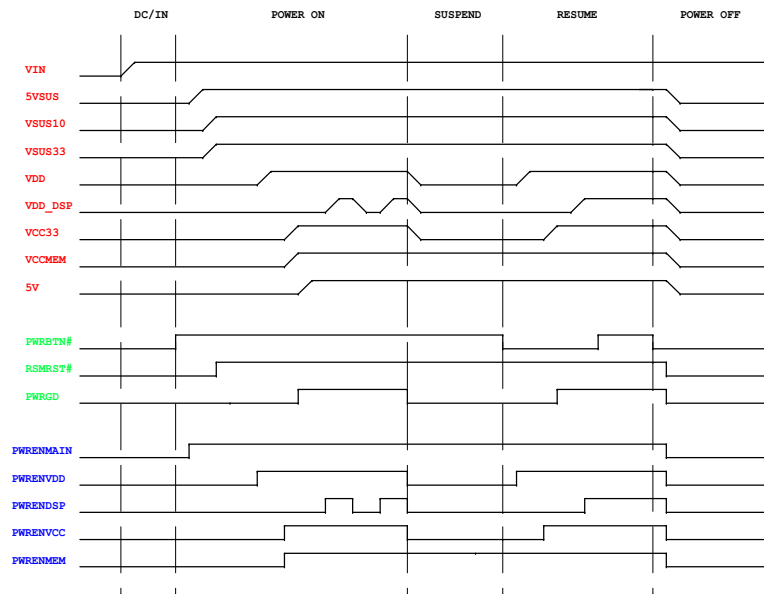 DC/IN POWER ON SUSPEND RESUME POWER OFF
VIN
5VSUS
VSUS10
VSUS33
VDD
VDD_DSP
VCC33
VCCMEM
5V
PWRBTN#
RSMRST#
PWRGD
PWRENMAIN
PWRENVDD
PWRENDSP
PWRENVCC
PWRENMEM